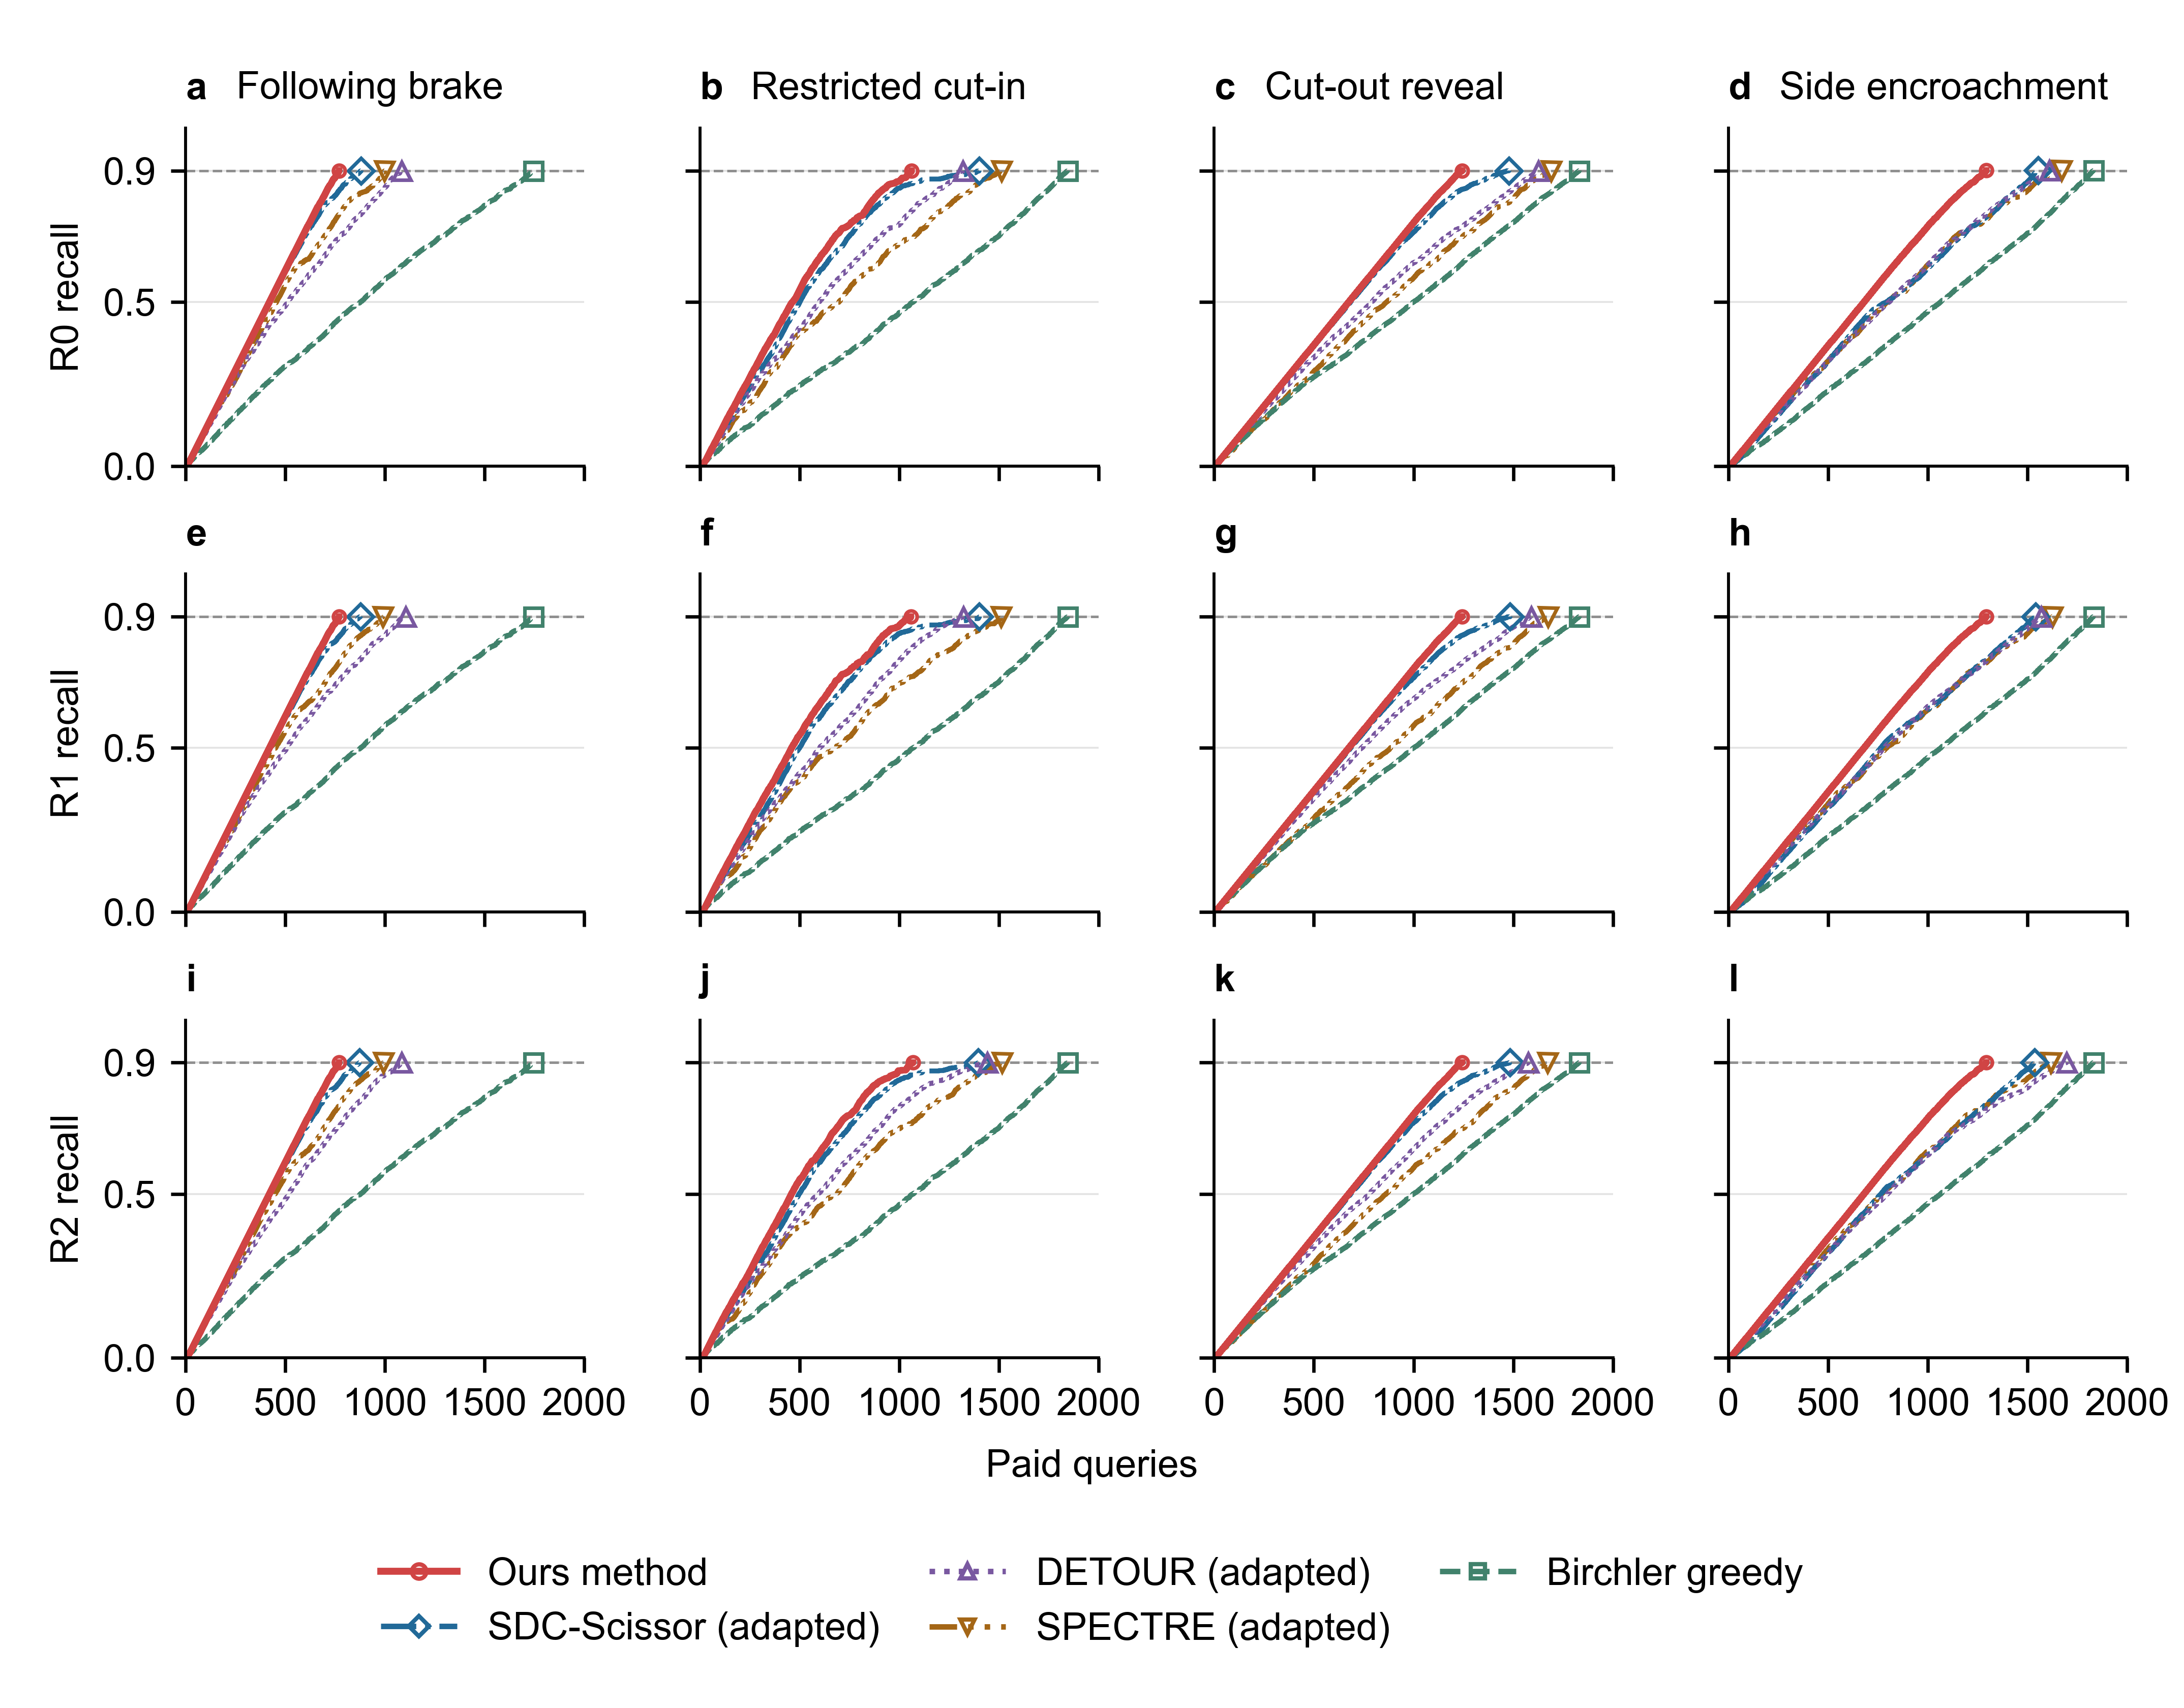 a Following brake
b Restricted cut-in
c Cut-out reveal
d Side encroachment
R0 recall
0.9
0.5
0.0
e
f
g
h
R1 recall
0.9
0.5
0.0
i
j
k
l
R2 recall
0.9
0.5
0.0
0 500 1000 1500 2000
0 500 1000 1500 2000
0 500 1000 1500 2000
0 500 1000 1500 2000
Paid queries
Ours method
DETOUR (adapted)
Birchler greedy
SDC-Scissor (adapted)
SPECTRE (adapted)